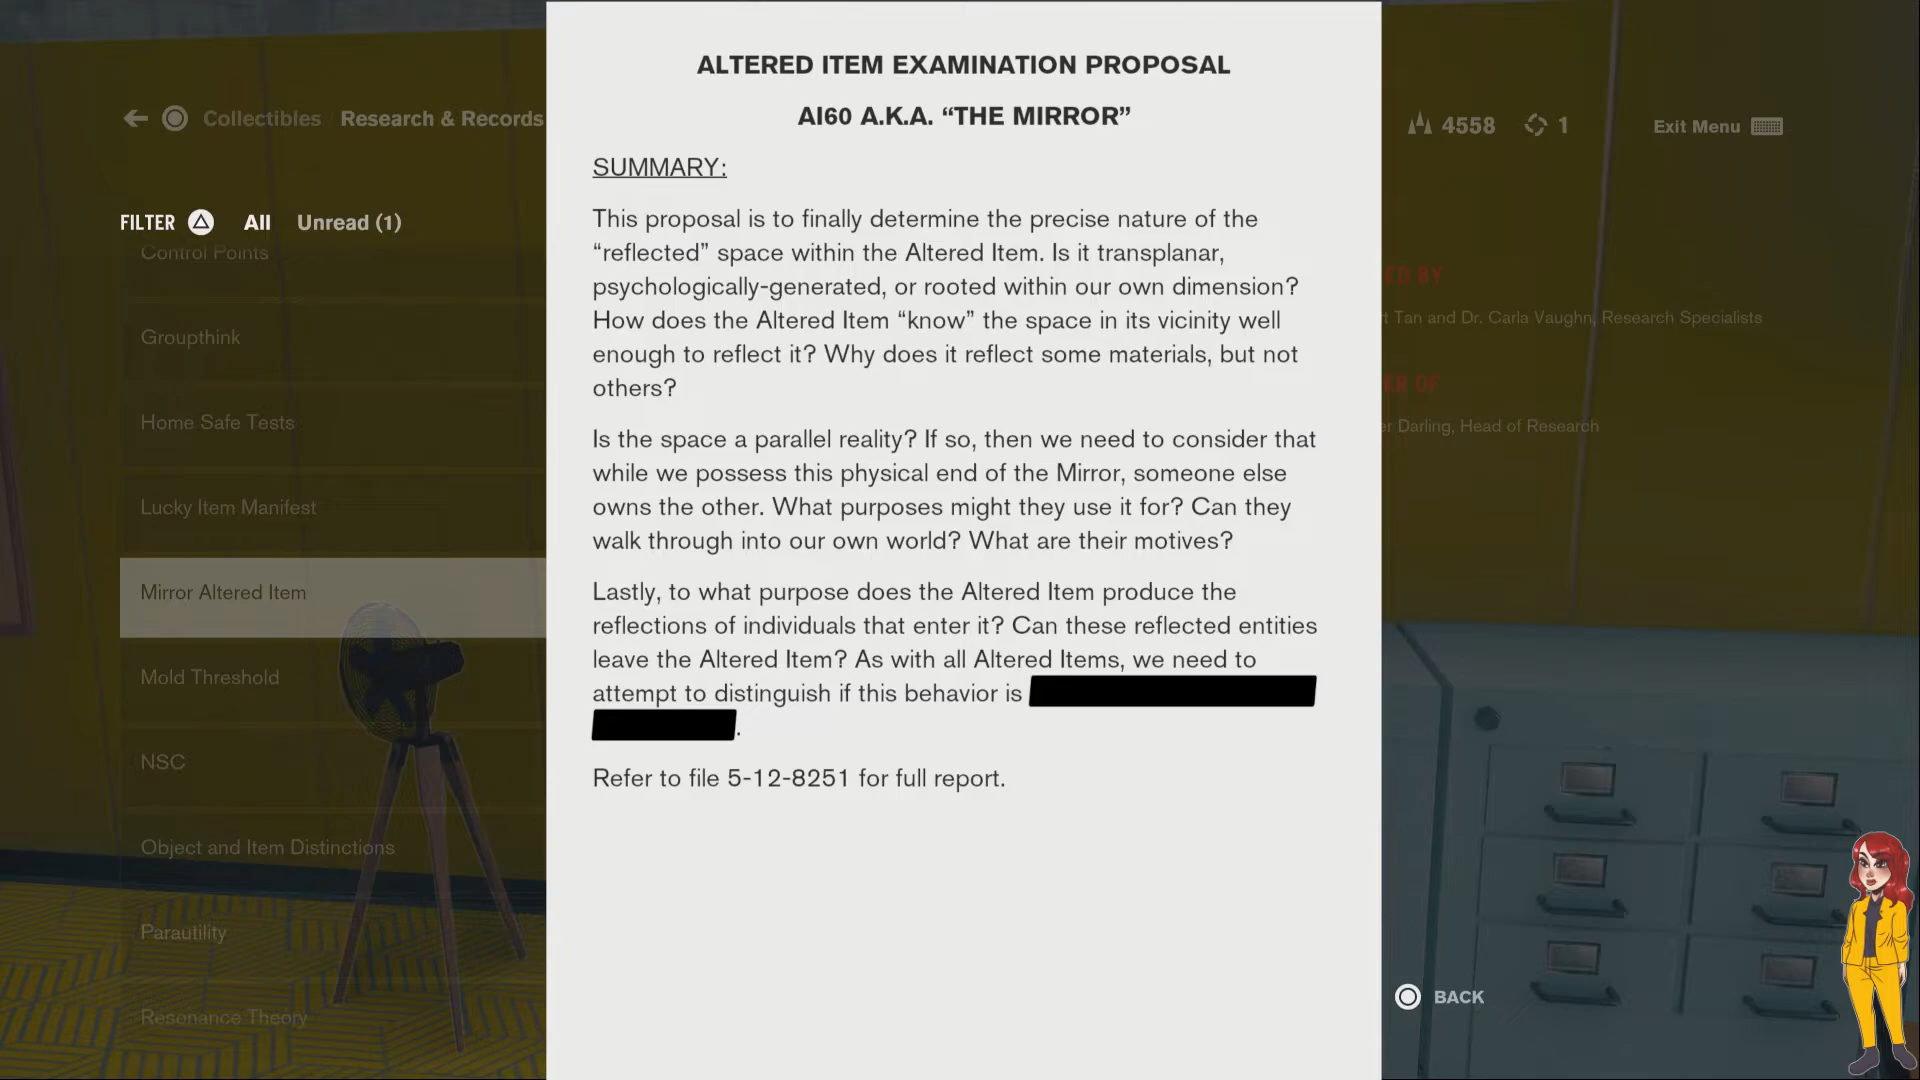 ALTERED ITEM EXAMINATION PROPOSAL
AI60 A.K.A. “THE MIRROR”
SUMMARY:
This proposal is to finally determine the precise nature of the
“reflected” space within the Altered Item. Is it transplanar,
psychologically-generated, or rooted within our own dimension?
How does the Altered Item “know” the space in its vicinity well
enough to reflect it? Why does it reflect some materials, but not
others?
Is the space a parallel reality? If so, then we need to consider that
while we possess this physical end of the Mirror, someone else
owns the other. What purposes might they use it for? Can they
walk through into our own world? What are their motives?
Lastly, to what purpose does the Altered Item produce the
reflections of individuals that enter it? Can these reflected entities
leave the Altered Item? As with all Altered Items, we need to
attempt to distinguish if this behavior is
.
Refer to file 5-12-8251 for full report.
Collectibles / Research & Records
FILTER All Unread (1)
Control Points
Groupthink
Home Safe Tests
Lucky Item Manifest
Mirror Altered Item
Mold Threshold
NSC
Object and Item Distinctions
Parautility
Resonance Theory
4558 1 Exit Menu
BY
Tan and Dr. Carla Vaughn, Research Specialists
OF
Darling, Head of Research
BACK